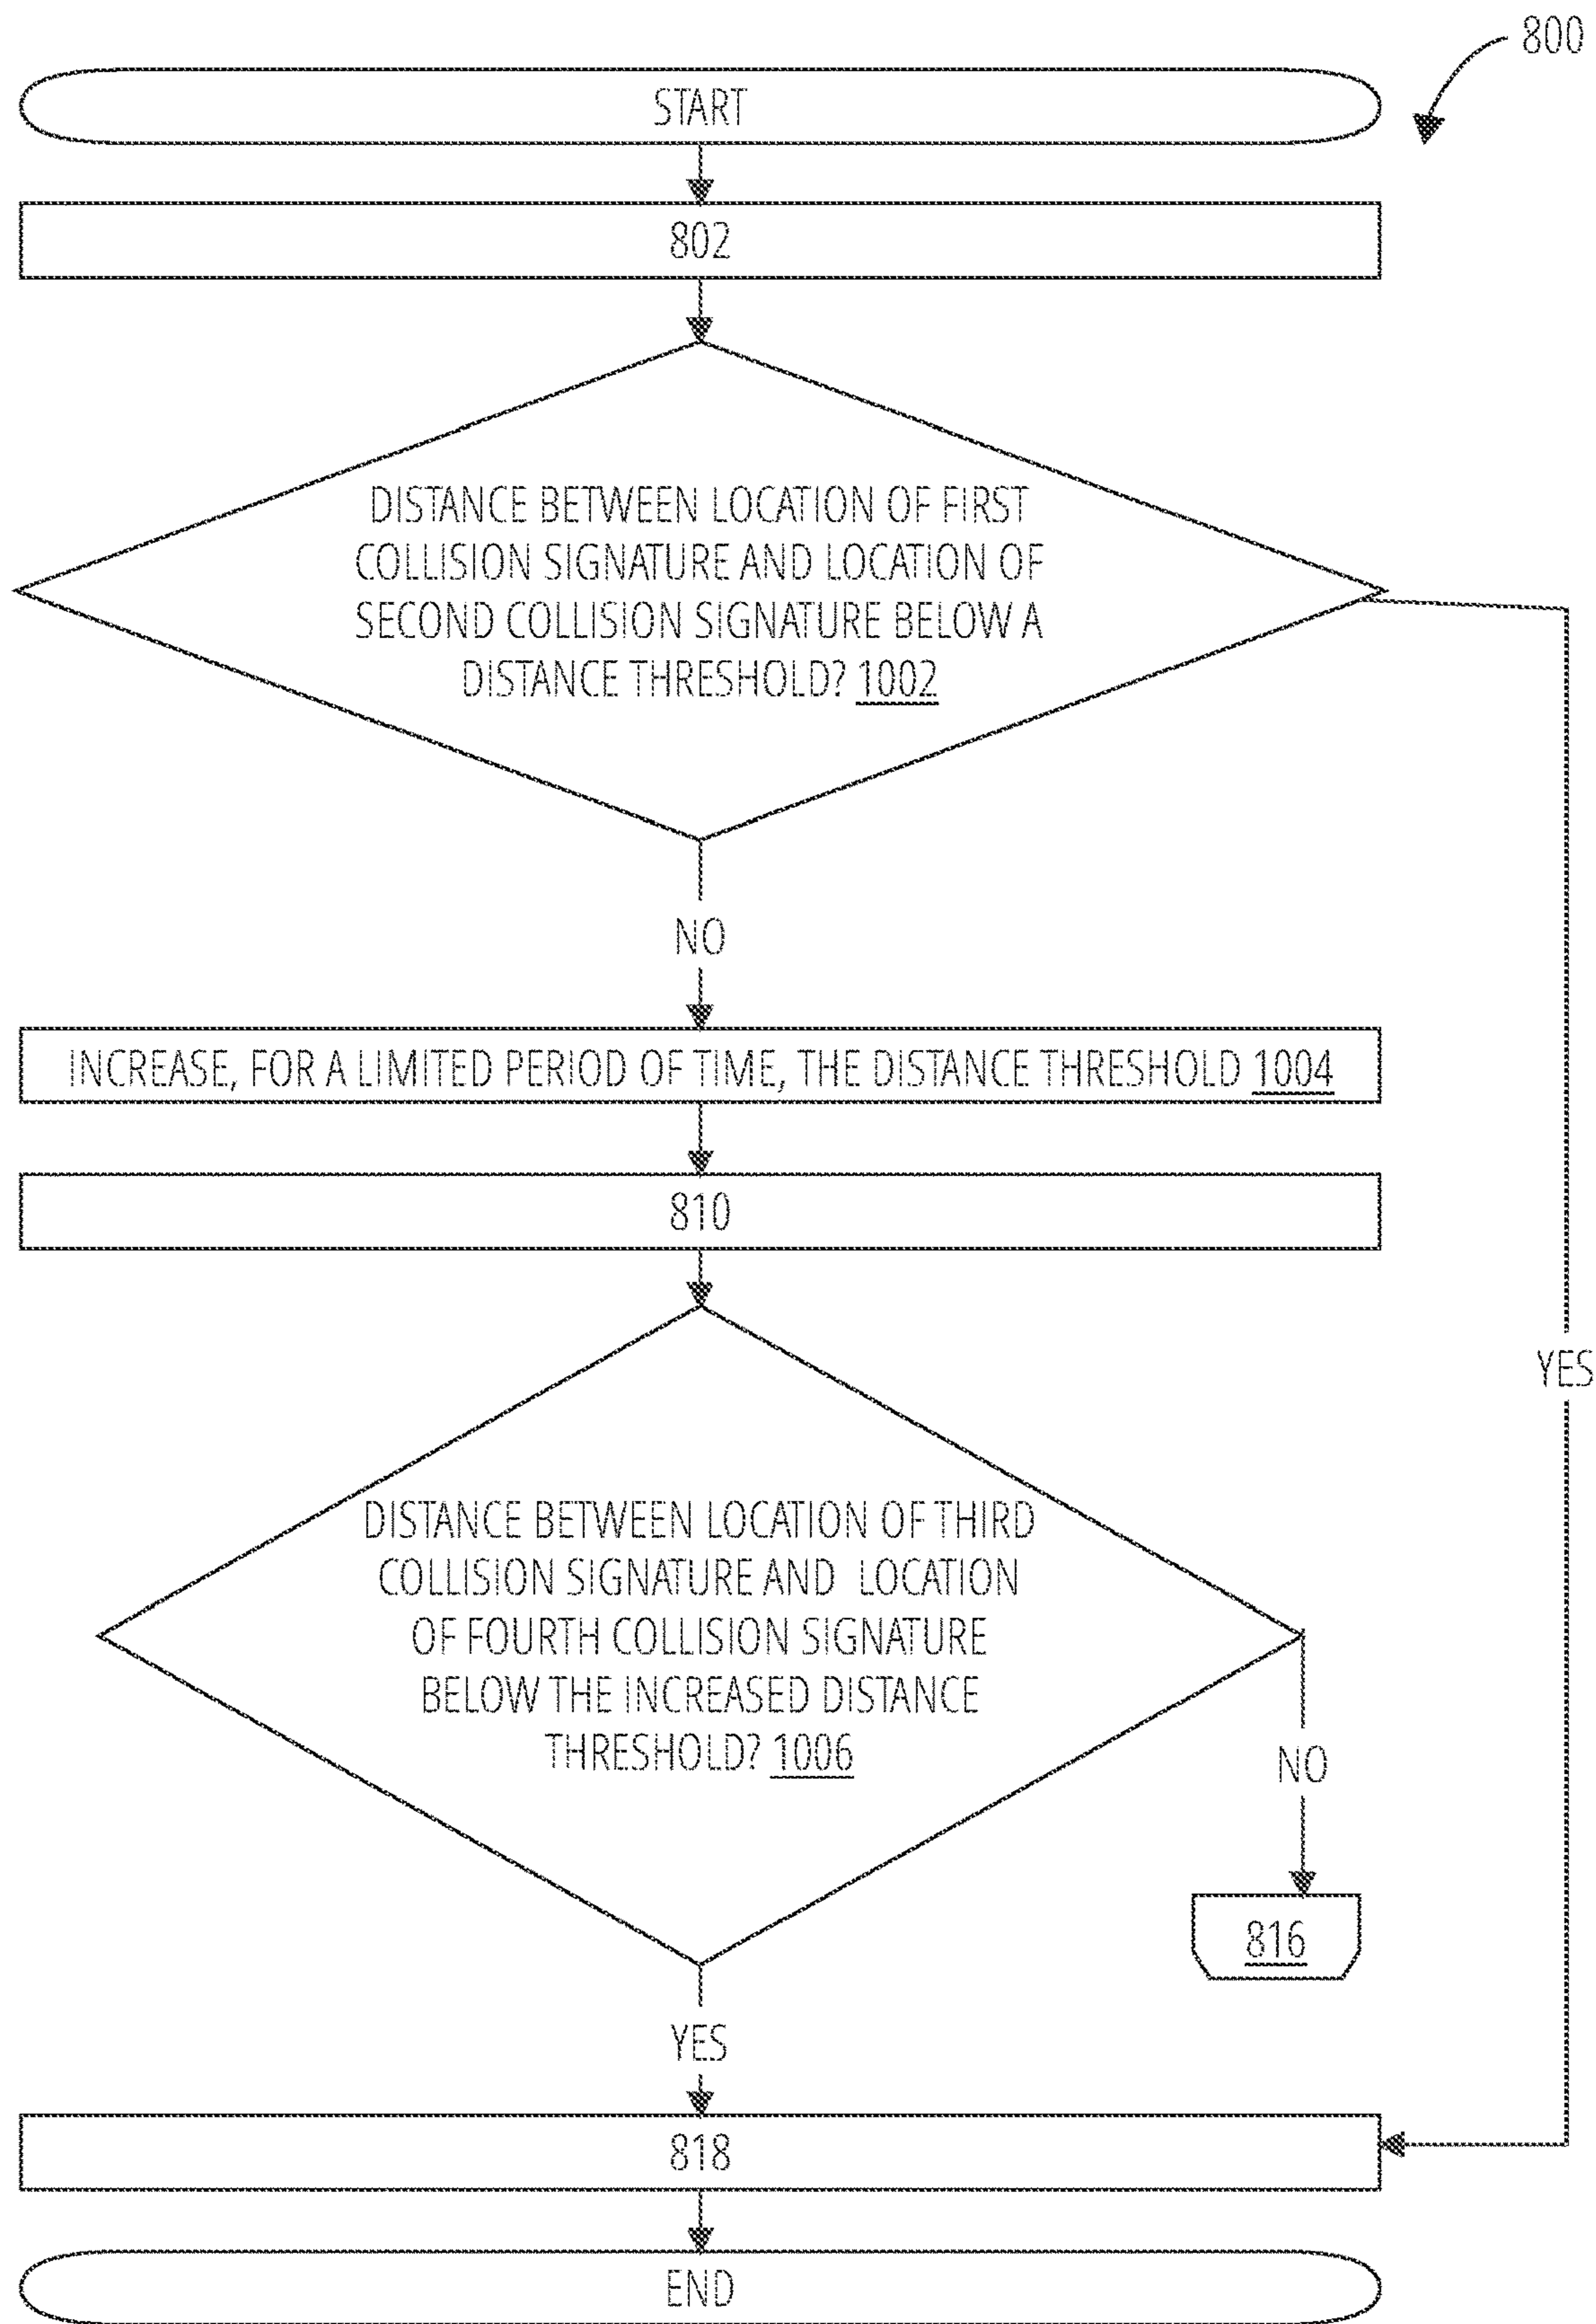 800
START
802
DISTANCE BETWEEN LOCATION OF FIRST
COLLISION SIGNATURE AND LOCATION OF
SECOND COLLISION SIGNATURE BELOW A
DISTANCE THRESHOLD? 1002
NO
INCREASE, FOR A LIMITED PERIOD OF TIME, THE DISTANCE THRESHOLD 1004
810
YES
DISTANCE BETWEEN LOCATION OF THIRD
COLLISION SIGNATURE AND LOCATION
OF FOURTH COLLISION SIGNATURE
BELOW THE INCREASED DISTANCE
THRESHOLD? 1006
NO
816
YES
818
END